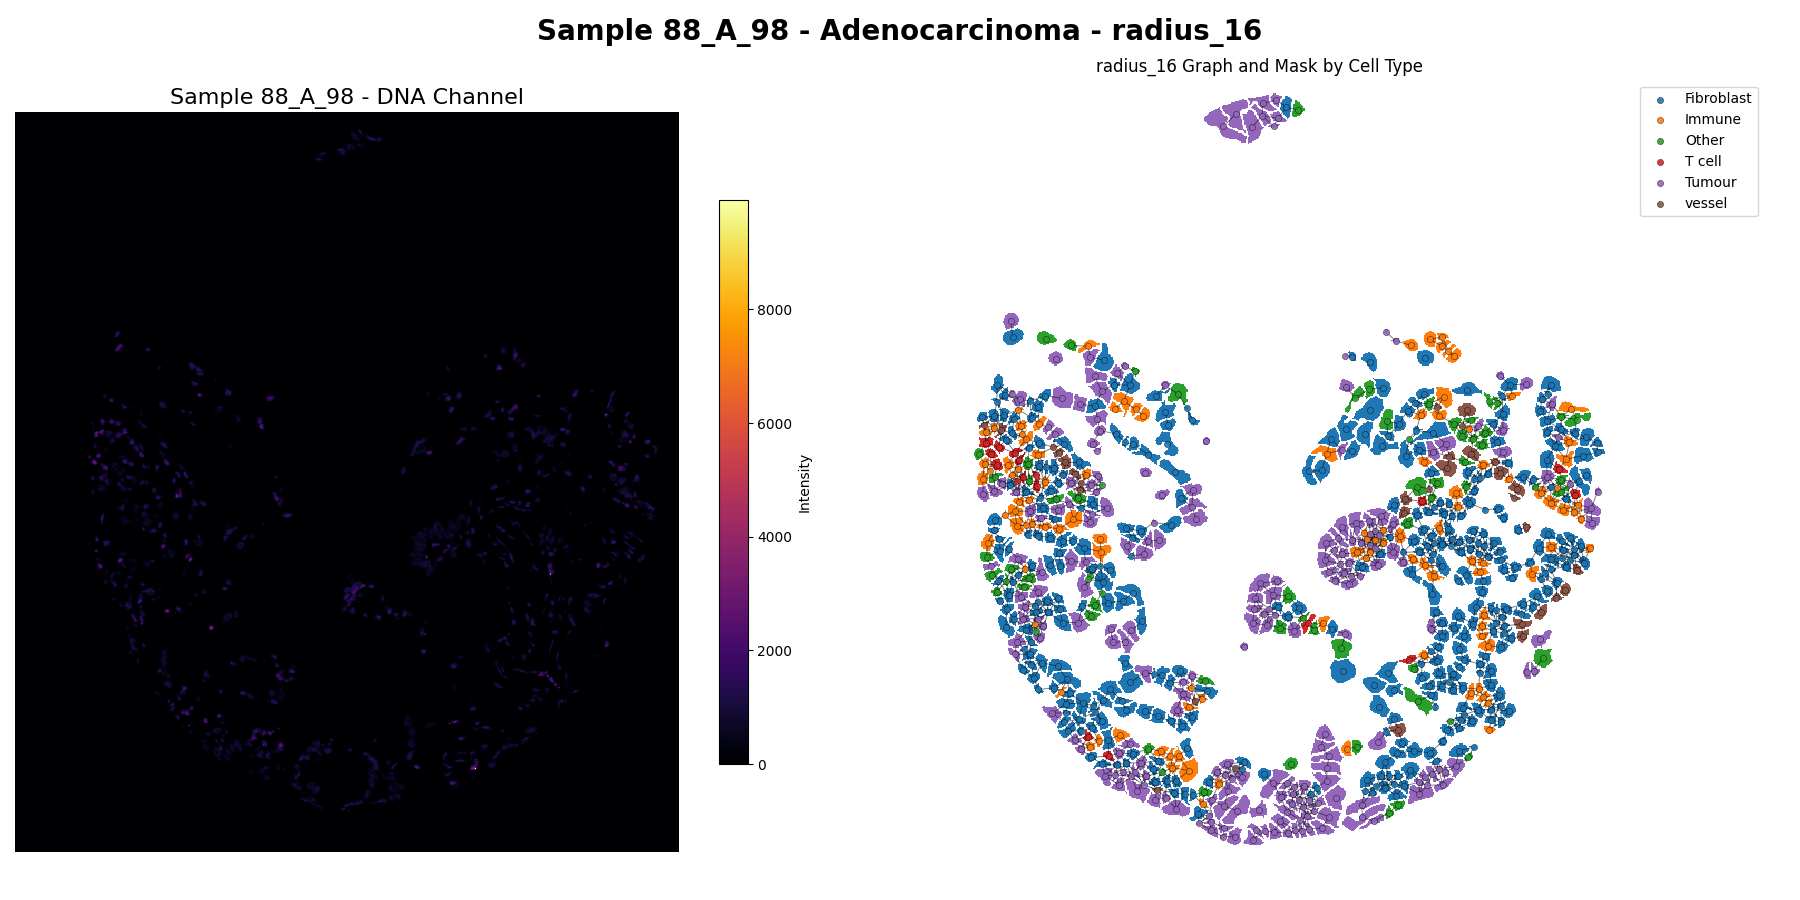 Sample 88_A_98 - Adenocarcinoma - radius_16
Sample 88_A_98 - DNA Channel
8000
6000
4000
2000
0
Intensity
radius_16 Graph and Mask by Cell Type
Fibroblast
Immune
Other
T cell
Tumour
vessel